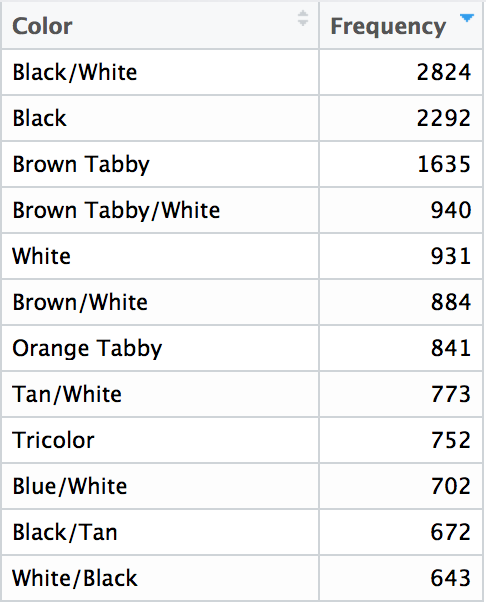 Color Frequency
Black/White 2824
Black 2292
Brown Tabby 1635
Brown Tabby/White 940
White 931
Brown/White 884
Orange Tabby 841
Tan/White 773
Tricolor 752
Blue/White 702
Black/Tan 672
White/Black 643